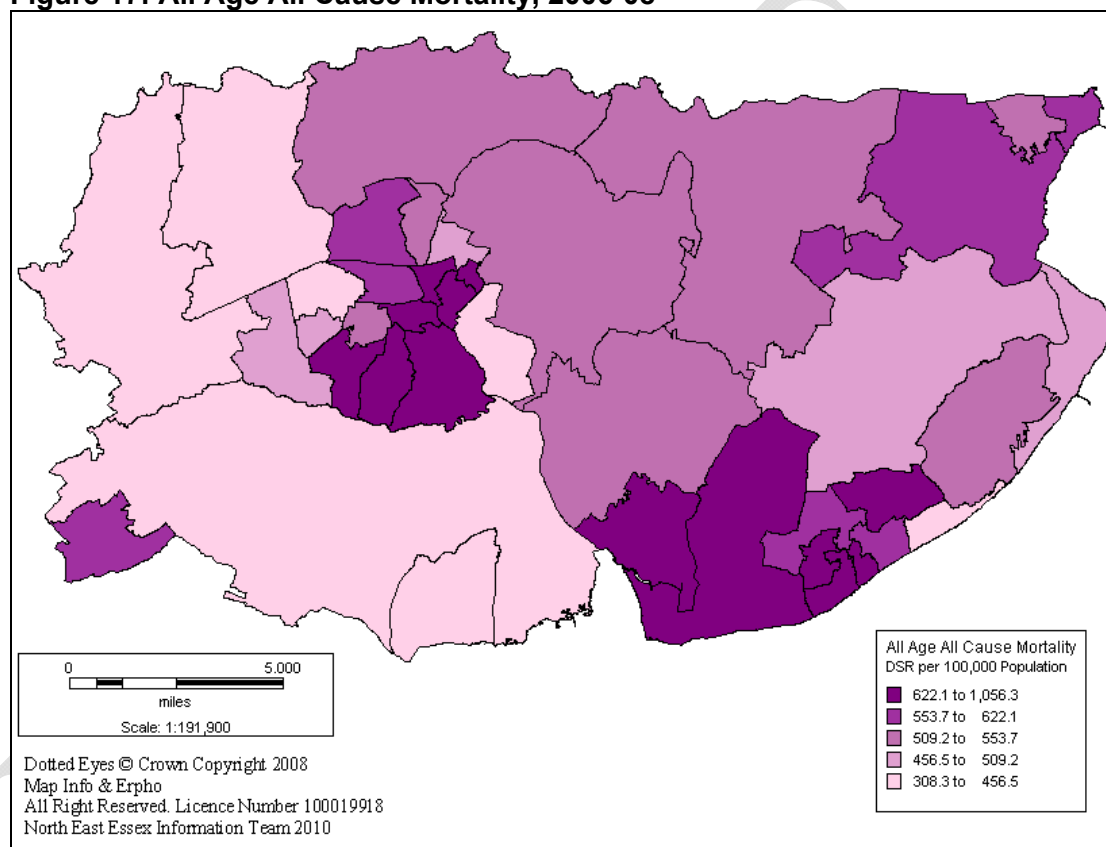 0 5.000
miles
Scale: 1:191,900
Dotted Eyes © Crown Copyright 2008
Map Info & Erpho
All Right Reserved. Licence Number 100019918
North East Essex Information Team 2010
All Age All Cause Mortality
DSR per 100,000 Population
622.1 to 1,056.3
553.7 to 622.1
509.2 to 553.7
456.5 to 509.2
308.3 to 456.5